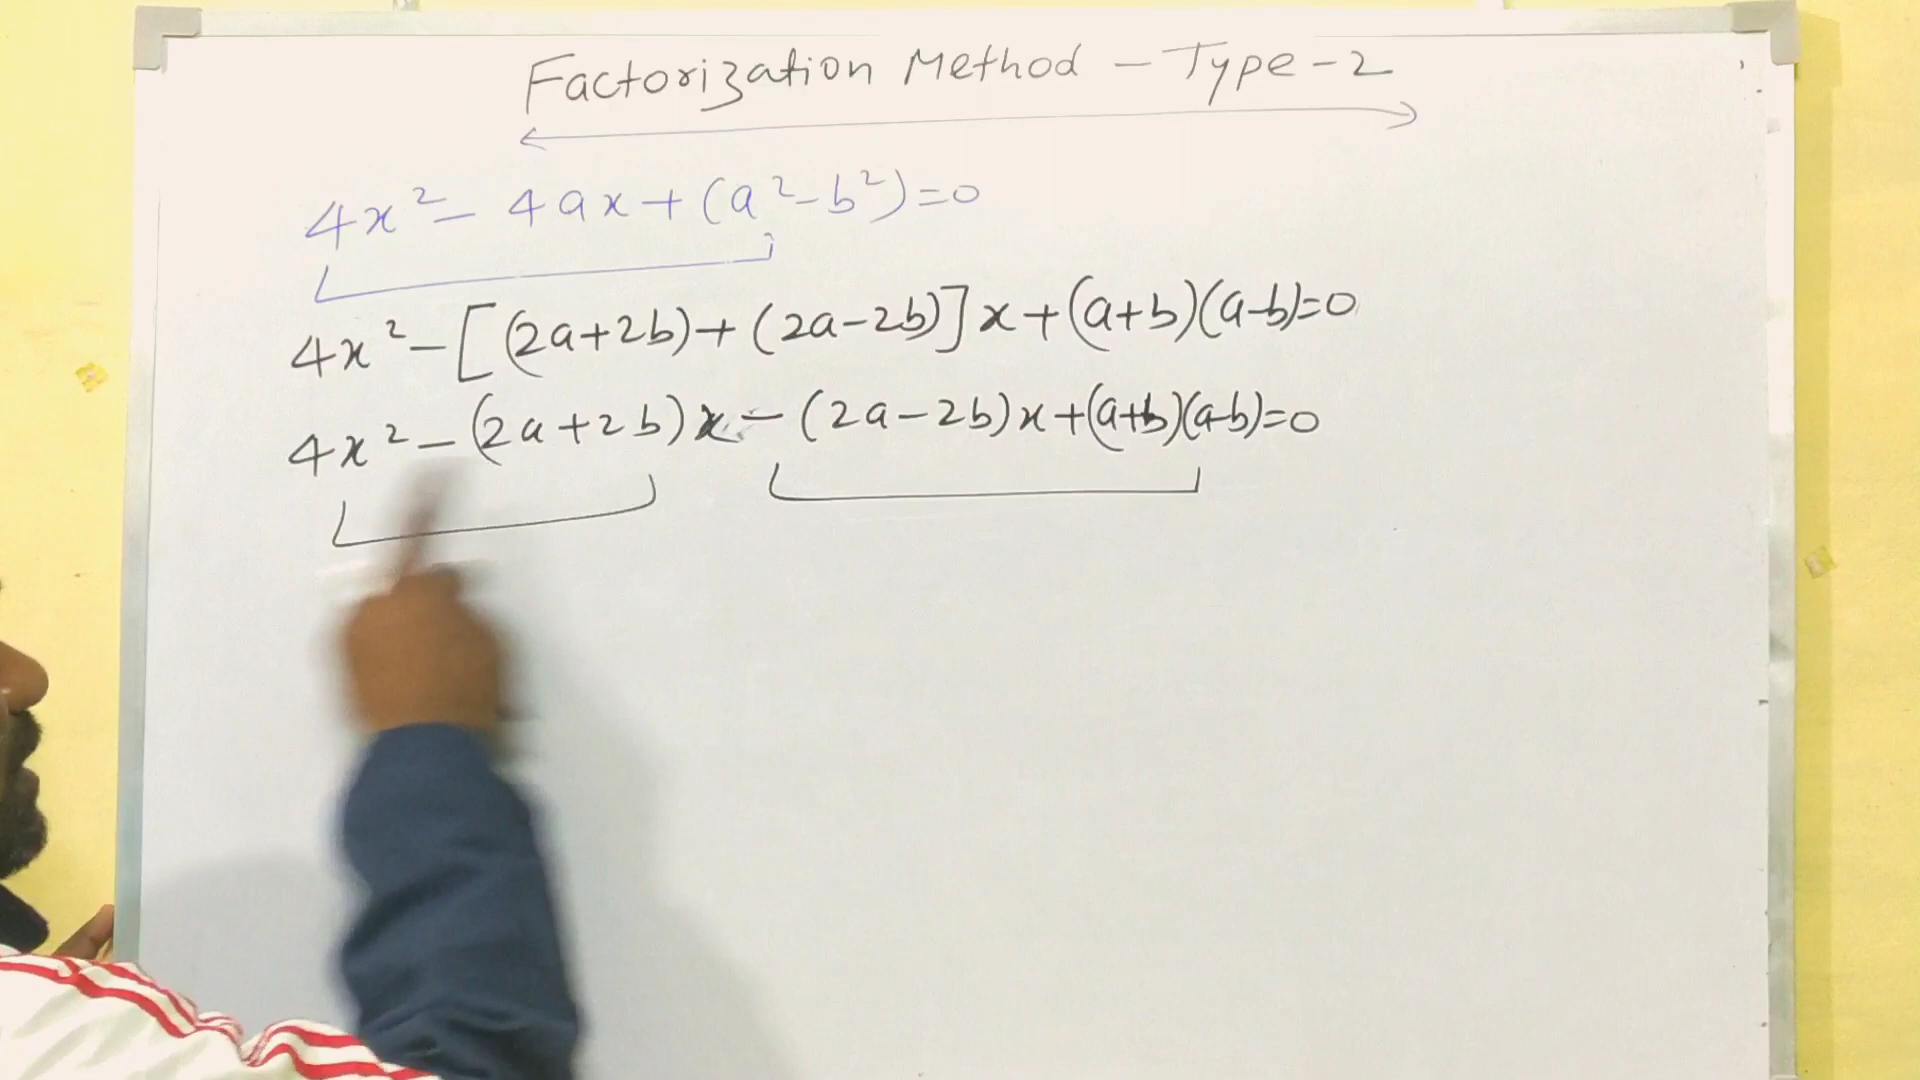 Factorization Method - Type-2
4x² - 4ax + (a² - b²) = 0
4x² - [(2a+2b) + (2a-2b)] x + (a+b)(a-b) = 0
4x² - (2a+2b)x - (2a-2b)x + (a+b)(a-b) = 0